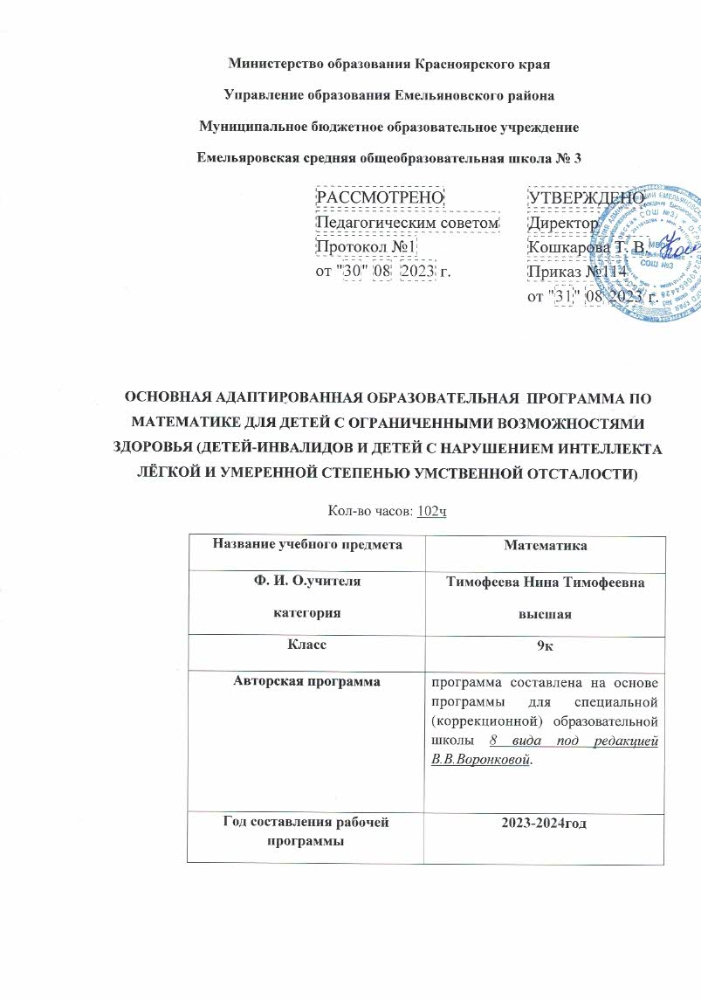 Министерство образования Красноярского края
Управление образования Емельяновского района
Муниципальное бюджетное образовательное учреждение
Емельяровская средняя общеобразовательная школа № 3
РАССМОТРЕНО
Педагогическим советом
Протокол №1
от "30" 08 2023 г.
УТВЕРЖДЕНО
Директор
Кошкарова Т. В.
Приказ №114
от "31" 08 2023 г.
МБОУ
Емельяновская
СОШ №3
ОСНОВНАЯ АДАПТИРОВАННАЯ ОБРАЗОВАТЕЛЬНАЯ ПРОГРАММА ПО
МАТЕМАТИКЕ ДЛЯ ДЕТЕЙ С ОГРАНИЧЕННЫМИ ВОЗМОЖНОСТЯМИ
ЗДОРОВЬЯ (ДЕТЕЙ-ИНВАЛИДОВ И ДЕТЕЙ С НАРУШЕНИЕМ ИНТЕЛЛЕКТА
ЛЁГКОЙ И УМЕРЕННОЙ СТЕПЕНЬЮ УМСТВЕННОЙ ОТСТАЛОСТИ)
Кол-во часов: 102ч
Название учебного предмета
Математика
Ф. И. О.учителя
категория
Тимофеева Нина Тимофеевна
высшая
Класс
9к
Авторская программа
программа составлена на основе
программы для специальной
(коррекционной) образовательной
школы 8 вида под редакцией
В.В.Воронковой.
Год составления рабочей
программы
2023-2024год